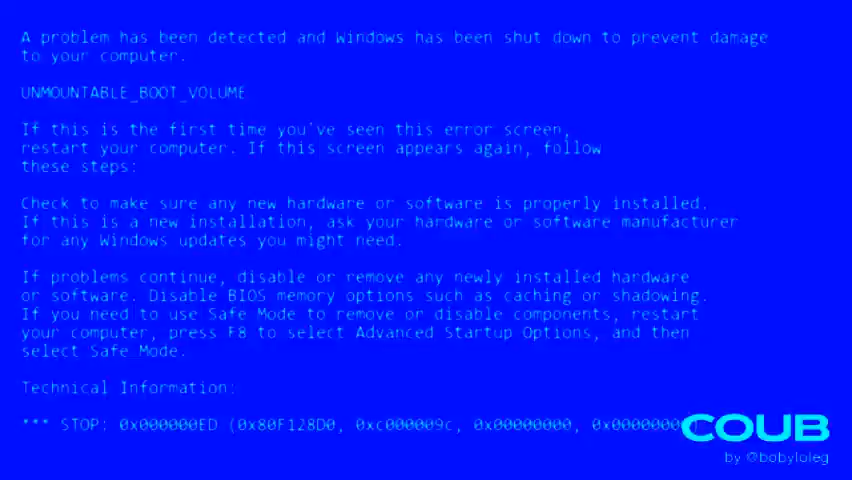 A problem has been detected and Windows has been shut down to prevent damage
to your computer.
UNMOUNTABLE_BOOT_VOLUME
If this is the first time you've seen this error screen,
restart your computer. If this screen appears again, follow
these steps:
Check to make sure any new hardware or software is properly installed.
If this is a new installation, ask your hardware or software manufacturer
for any Windows updates you might need.
If problems continue, disable or remove any newly installed hardware
or software. Disable BIOS memory options such as caching or shadowing.
If you need to use Safe Mode to remove or disable components, restart
your computer, press F8 to select Advanced Startup Options, and then
select Safe Mode.
Technical Information:
*** STOP: 0x000000ED (0x80F128D0, 0xc000009c, 0x00000000,
COUB
by @bobyloleg